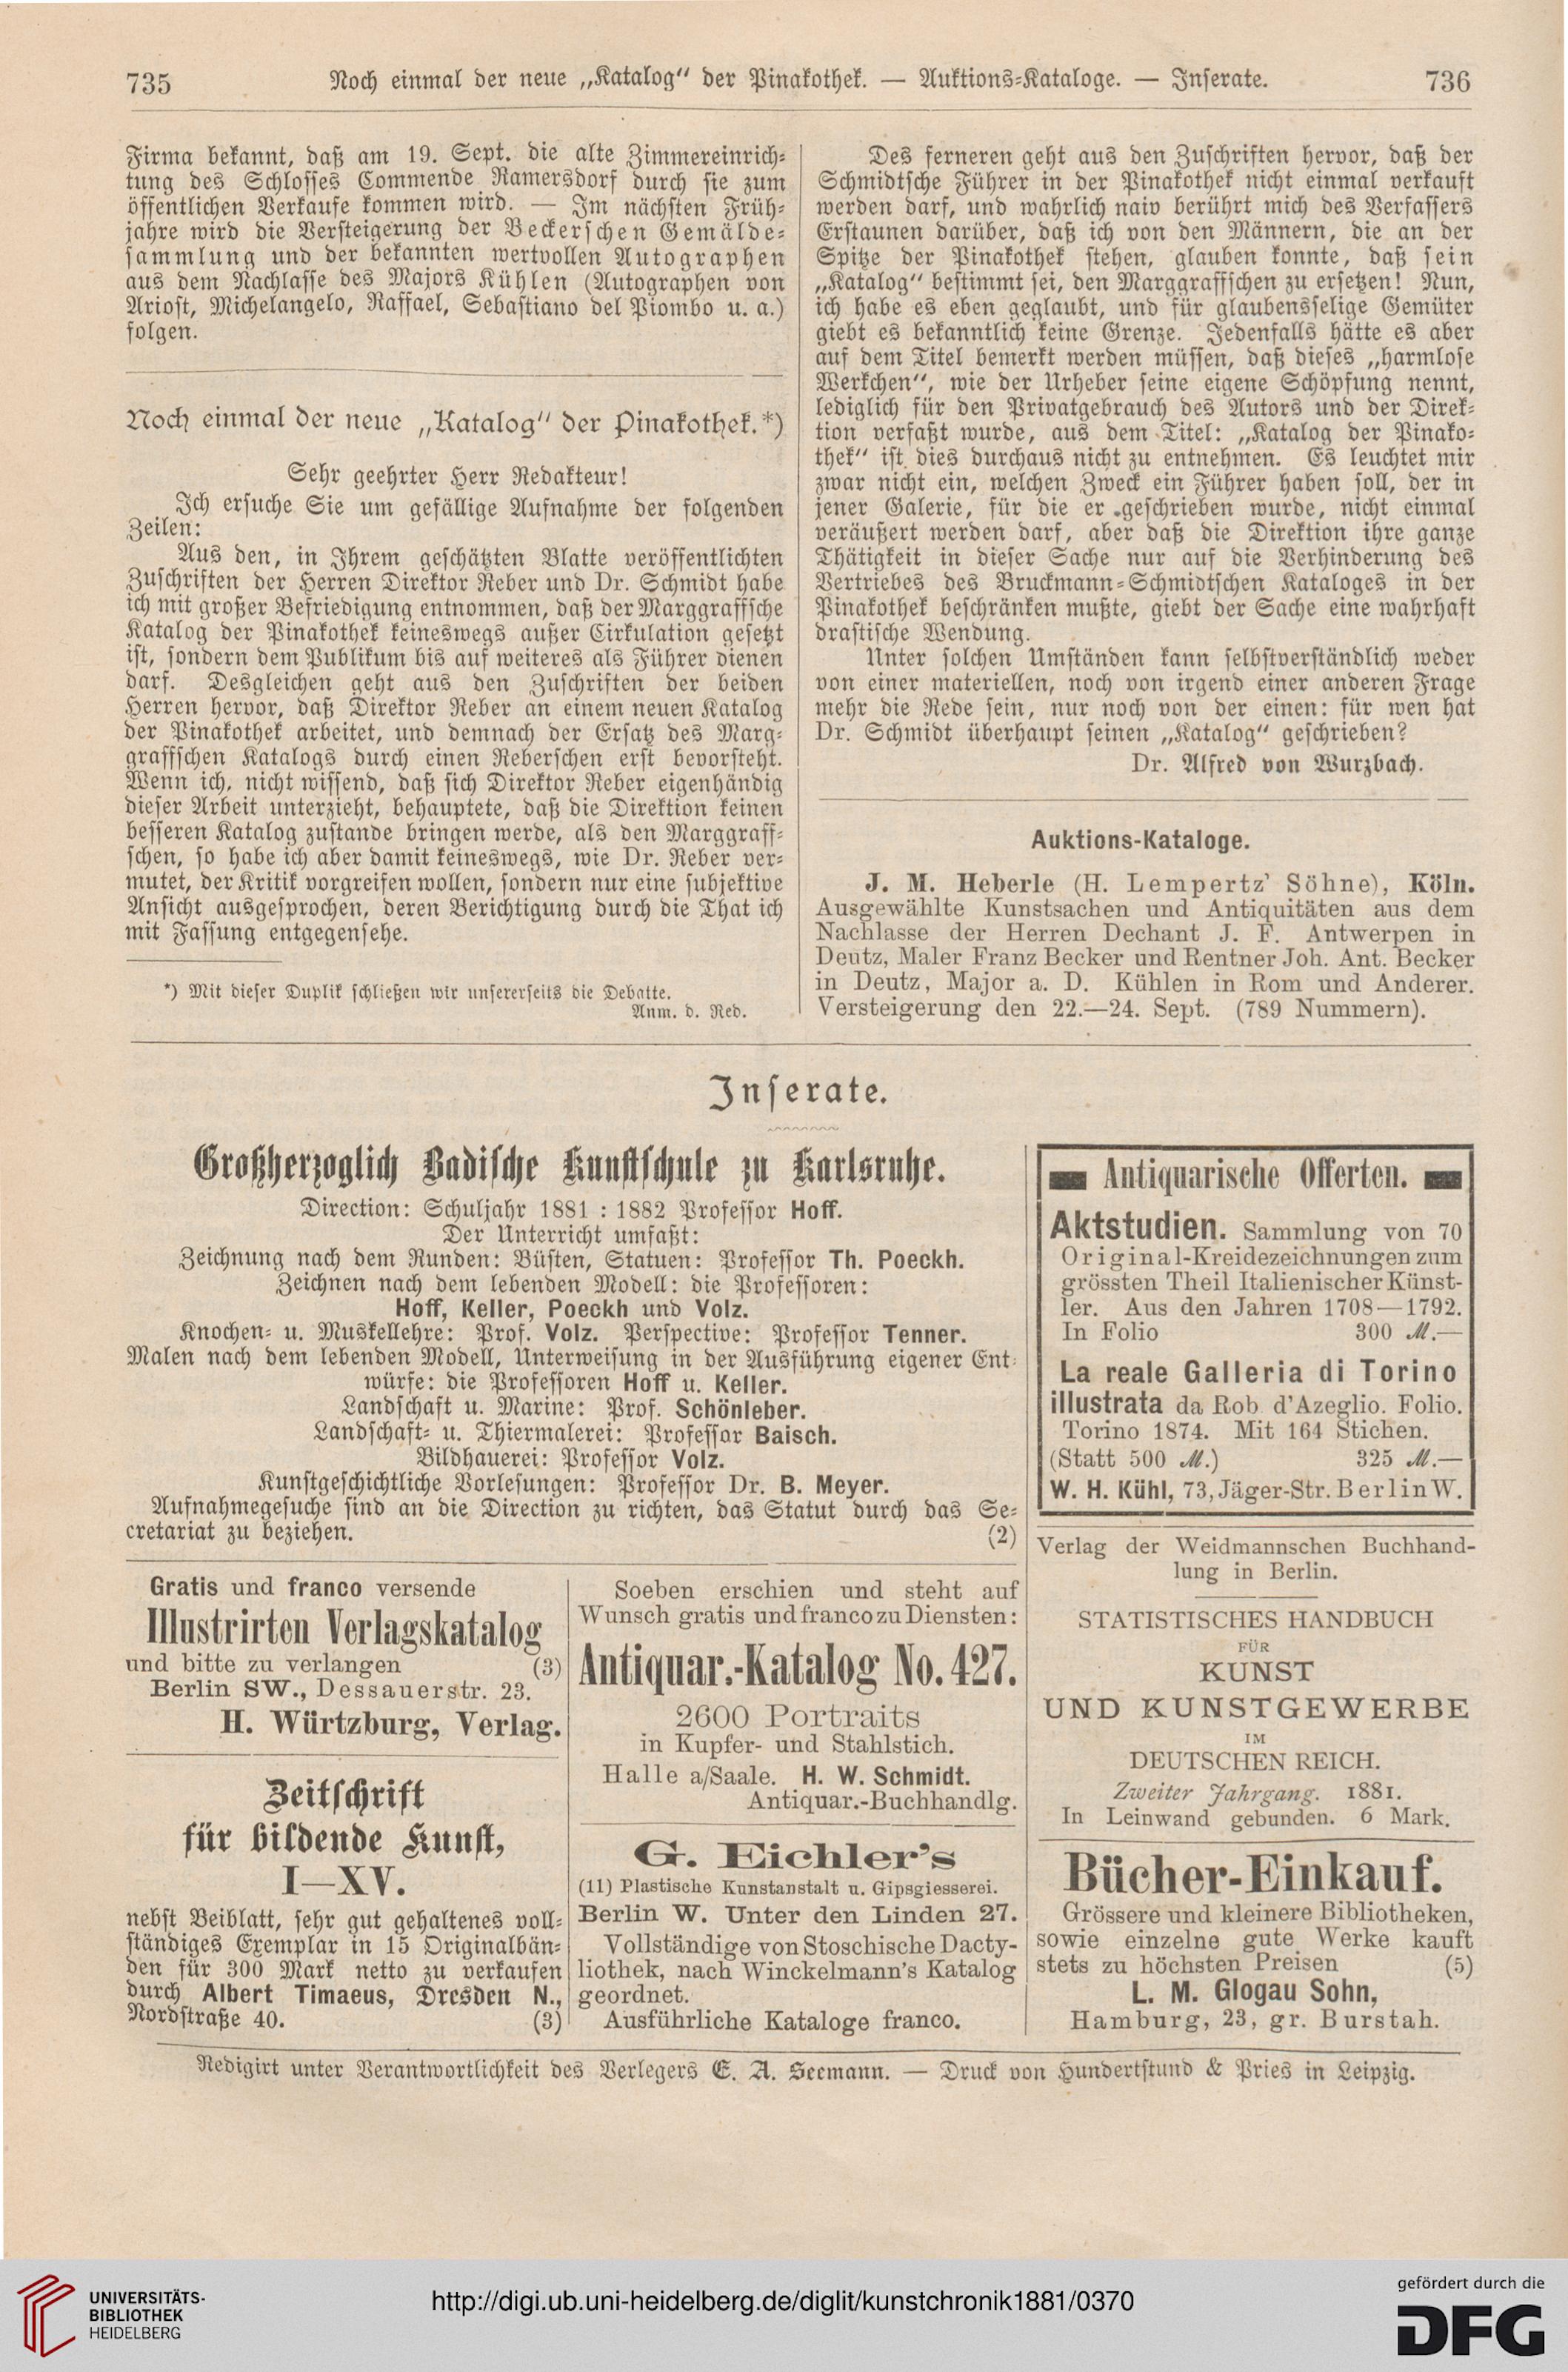 735
Noch einmal der neue „Katalog“ der Pinakothek. — Auktions-Kataloge. — Inserate.
736
Firma bekannt, daß am 19. Sept. die alte Zimmereinrich-
tung des Schlosses Commende Ramersdorf durch sie zum
öffentlichen Verkaufe kommen wird. — Im nächsten Früh-
jahre wird die Versteigerung der Beckerschen Gemälde-
sammlung und der bekannten wertvollen Autographen
aus dem Nachlasse des Majors Kühlen (Autographen von
Ariost, Michelangelo, Raffael, Sebastiano del Piombo u. a.)
folgen.
Noch einmal der neue „Katalog“ der Pinakothek.*)
Sehr geehrter Herr Redakteur!
Ich ersuche Sie um gefällige Aufnahme der folgenden
Zeilen:
Aus den, in Ihrem geschätzten Blatte veröffentlichten
Zuschriften der Herren Direktor Reber und Dr. Schmidt habe
ich mit großer Befriedigung entnommen, daß der Marggraffsche
Katalog der Pinakothek keineswegs außer Cirkulation gesetzt
ist, sondern dem Publikum bis auf weiteres als Führer dienen
darf. Desgleichen geht aus den Zuschriften der beiden
Herren hervor, daß Direktor Reber an einem neuen Katalog
der Pinakothek arbeitet, und demnach der Ersatz des Marg-
graffschen Katalogs durch einen Reberschen erst bevorsteht.
Wenn ich, nicht wissend, daß sich Direktor Reber eigenhändig
dieser Arbeit unterzieht, behauptete, daß die Direktion keinen
besseren Katalog zustande bringen werde, als den Marggraff-
schen, so habe ich aber damit keineswegs, wie Dr. Reber ver-
mutet, der Kritik vorgreifen wollen, sondern nur eine subjektive
Ansicht ausgesprochen, deren Berichtigung durch die That ich
mit Fassung entgegensehe.
*) Mit dieser Duplik schließen wir unsererseits die Debatte.
Anm. d. Red.
Des ferneren geht aus den Zuschriften hervor, daß der
Schmidtsche Führer in der Pinakothek nicht einmal verkauft
werden darf, und wahrlich naiv berührt mich des Verfassers
Erstaunen darüber, daß ich von den Männern, die an der
Spitze der Pinakothek stehen, glauben konnte, daß sein
„Katalog“ bestimmt sei, den Marggraffschen zu ersetzen! Nun,
ich habe es eben geglaubt, und für glaubensselige Gemüter
giebt es bekanntlich keine Grenze. Jedenfalls hätte es aber
auf dem Titel bemerkt werden müssen, daß dieses „harmlose
Werkchen“, wie der Urheber seine eigene Schöpfung nennt,
lediglich für den Privatgebrauch des Autors und der Direk-
tion verfaßt wurde, aus dem Titel: „Katalog der Pinako-
thek“ ist dies durchaus nicht zu entnehmen. Es leuchtet mir
zwar nicht ein, welchen Zweck ein Führer haben soll, der in
jener Galerie, für die er geschrieben wurde, nicht einmal
veräußert werden darf, aber daß die Direktion ihre ganze
Thätigkeit in dieser Sache nur auf die Verhinderung des
Vertriebes des Bruckmann-Schmidtschen Kataloges in der
Pinakothek beschränken mußte, giebt der Sache eine wahrhaft
drastische Wendung.
Unter solchen Umständen kann selbstverständlich weder
von einer materiellen, noch von irgend einer anderen Frage
mehr die Rede sein, nur noch von der einen: für wen hat
Dr. Schmidt überhaupt seinen „Katalog“ geschrieben?
Dr. Alfred von Wurzbach.
Auktions-Kataloge.
J. M. Heberle (H. Lempertz' Söhne), Köln.
Ausgewählte Kunstsachen und Antiquitäten aus dem
Nachlasse der Herren Dechant J. F. Antwerpen in
Deutz, Maler Franz Becker und Rentner Joh. Ant. Becker
in Deutz, Major a. D. Kühlen in Rom und Anderer.
Versteigerung den 22.—24. Sept. (789 Nummern).
Inserate.
Großherzoglich Badische Kunstschule zu Karlsruhe.
Direction: Schuljahr 1881 : 1882 Professor Hoff.
Der Unterricht umfaßt:
Zeichnung nach dem Runden: Büsten, Statuen: Professor Th. Poeckh.
Zeichnen nach dem lebenden Modell: die Professoren:
Hoff, Keller, Poeckh und Volz.
Knochen- u. Muskellehre: Prof. Volz. Perspective: Professor Tenner.
Malen nach dem lebenden Modell, Unterweisung in der Ausführung eigener Ent-
würfe: die Professoren Hoff u. Keller.
Landschaft u. Marine: Prof. Schönleber.
Landschaft- u. Thiermalerei: Professor Baisch.
Bildhauerei: Professor Volz.
Kunstgeschichtliche Vorlesungen: Professor Dr. B. Meyer.
Aufnahmegesuche sind an die Direction zu richten, das Statut durch das Se-
cretariat zu beziehen. (2)
Gratis und franco versende
Illustrirten Verlagskatalog
und bitte zu verlangen (3)
Berlin SW., Dessauerstr. 23.
H. Würtzburg, Verlag.
Zeitschrift
für bildende Kunst,
I—XV.
nebst Beiblatt, sehr gut gehaltenes voll-
ständiges Exemplar in 15 Originalbän-
den für 300 Mark netto zu verkaufen
durch Albert Timaeus, Dresden N.,
Nordstraße 40. (3)
Soeben erschien und steht auf
Wunsch gratis und franco zu Diensten:
Antiquar.-Katalog No. 427.
2600 Portraits
in Kupfer- und Stahlstich.
Halle a/Saale. H. W. Schmidt.
Antiquar.-Buchhandlg.
G. Eichler's
(11) Plastische Kunstanstalt u. Gipsgiesserei.
Berlin W. Unter den Linden 27.
Vollständige von Stoschische Dacty-
liothek, nach Winckelmann's Katalog
geordnet.
Ausführliche Kataloge franco.
Antiquarische Offerten.
Aktstudien. Sammlung von 70
Original-Kreidezeichnungen zum
grössten Theil Italienischer Künst-
ler. Aus den Jahren 1708—1792.
In Folio 300 ℳ.—
La reale Galleria di Torino
illustrata da Rob. d'Azeglio. Folio.
Torino 1874. Mit 164 Stichen.
(Statt 500 ℳ.) 325 ℳ.—
W. H. Kühl, 73, Jäger-Str. Berlin W.
Verlag der Weidmannschen Buchhand-
lung in Berlin.
STATISTISCHES HANDBUCH
FÜR
KUNST
UND KUNSTGEWERBE
IM
DEUTSCHEN REICH.
Zweiter Jahrgang. 1881.
In Leinwand gebunden. 6 Mark.
Bücher-Einkauf.
Grössere und kleinere Bibliotheken,
sowie einzelne gute Werke kauft
stets zu höchsten Preisen (5)
L. M. Glogau Sohn,
Hamburg, 23, gr. Burstah.
Redigirt unter Verantwortlichkeit des Verlegers E. A. Seemann. — Druck von Hundertstund & Pries in Leipzig.
UNIVERSITÄTS-
BIBLIOTHEK
HEIDELBERG
http://digi.ub.uni-heidelberg.de/diglit/kunstchronik1881/0370
gefördert durch die
DFG